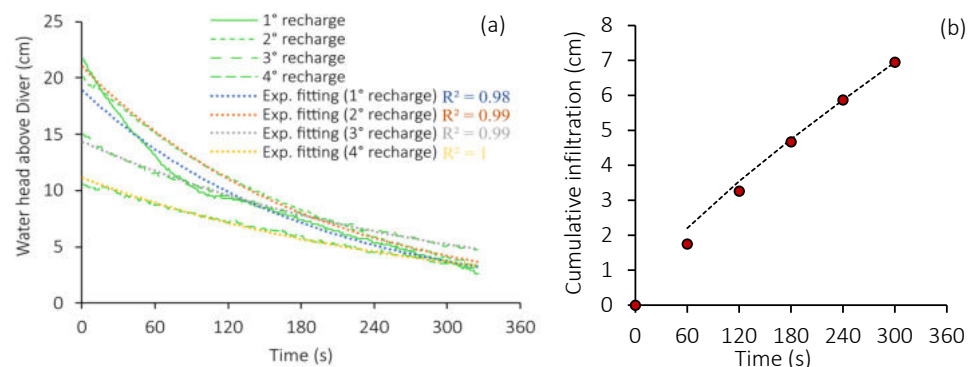 25
20
15
10
5
0
Water head above Diver (cm)
0 60 120 180 240 300 360
Time (s)
1° recharge
2° recharge
3° recharge
4° recharge
Exp. fitting (1° recharge) R² = 0.98
Exp. fitting (2° recharge) R² = 0.99
Exp. fitting (3° recharge) R² = 0.99
Exp. fitting (4° recharge) R² = 1
(a)
8
7
6
5
4
3
2
1
0
Cumulative infiltration (cm)
0 60 120 180 240 300 360
Time (s)
(b)